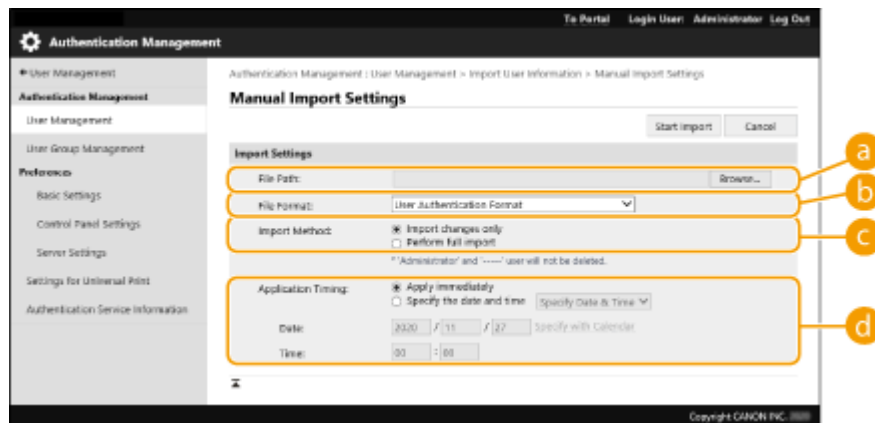 To Portal Login User: Administrator Log Out
Authentication Management
User Management
Authentication Management : User Management > Import User Information > Manual Import Settings
Authentication Management
Manual Import Settings
User Management
Start Import Cancel
User Group Management
Import Settings
a
Preferences
File Path: Browse...
Basic Settings
File Format: User Authentication Format
b
Control Panel Settings
Import Method: Import changes only
Perform full import
c
Server Settings
* 'Administrator' and '-----' user will not be deleted.
Settings for Universal Print
Application Timing: Apply immediately
Specify the date and time Specify Date & Time
Authentication Service Information
Date: 2020 / 11 / 27 Specify with Calendar
d
Time: 00 : 00
Copyright CANON INC.